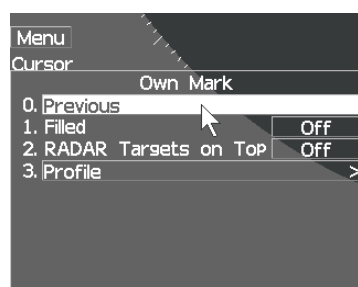 Menu
Cursor
Own Mark
0. Previous
1. Filled Off
2. RADAR Targets on Top Off
3. Profile >